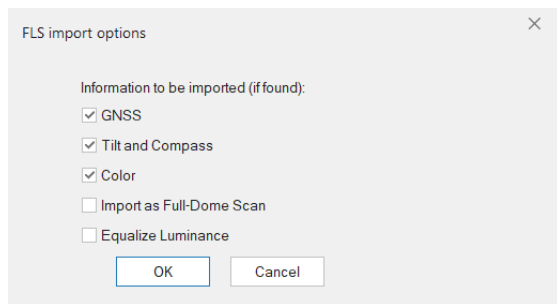 FLS import options
Information to be imported (if found):
GNSS
Tilt and Compass
Color
Import as Full-Dome Scan
Equalize Luminance
OK Cancel